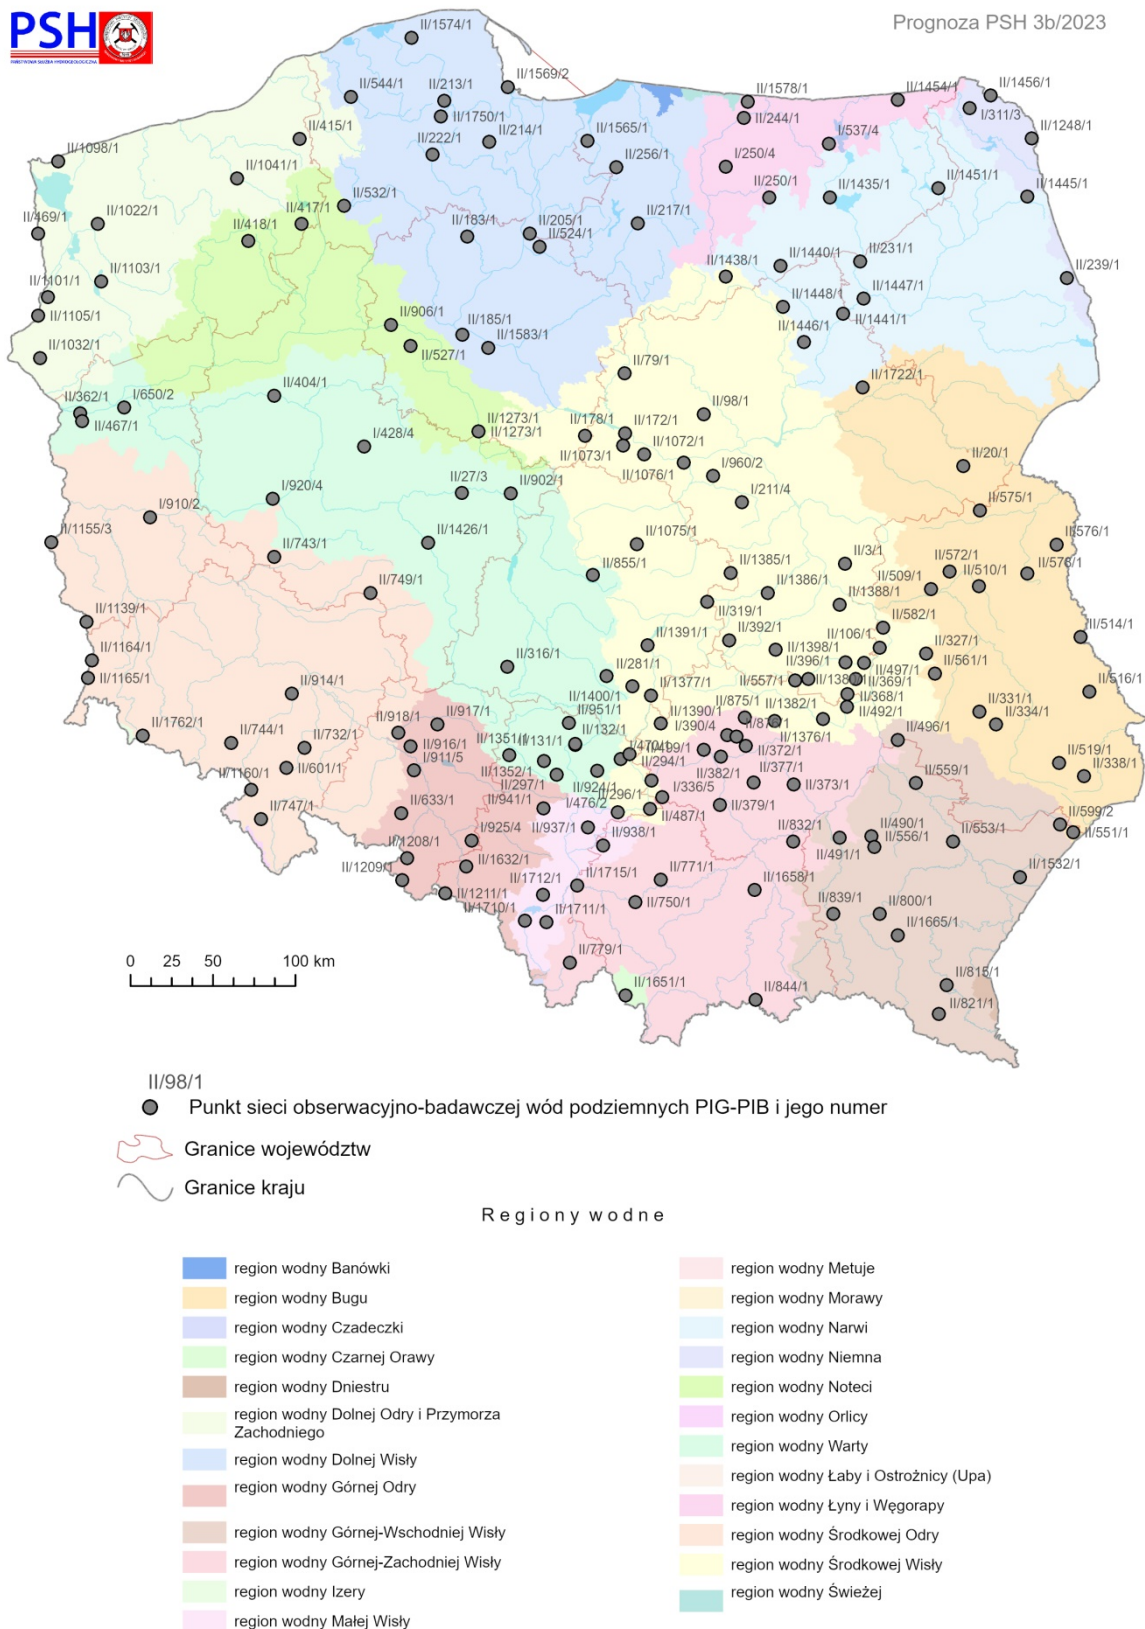 PSH
PAŃSTWOWA SŁUŻBA HYDROGEOLOGICZNA
Prognoza PSH 3b/2023
II/1574/1
II/1569/2
II/544/1
II/213/1
II/1578/1
II/1454/1
II/1456/1
I/311/3
II/1750/1
II/244/1
II/415/1
II/222/1
II/214/1
II/1565/1
I/537/4
II/1248/1
II/1098/1
II/1041/1
II/256/1
I/250/4
II/250/1
II/1435/1
II/1451/1
II/1445/1
II/532/1
II/469/1
II/1022/1
II/418/1
II/417/1
II/183/1
II/205/1
II/524/1
II/217/1
II/1440/1
II/231/1
II/1438/1
II/239/1
II/1101/1
II/1103/1
II/1105/1
II/1448/1
II/1447/1
II/1446/1
II/1441/1
II/906/1
II/185/1
II/1583/1
II/527/1
II/1032/1
II/79/1
II/1722/1
II/404/1
II/362/1
I/650/2
II/467/1
II/98/1
II/1273/1
II/1273/1
II/178/1
II/172/1
I/428/4
II/1073/1
II/1072/1
II/1076/1
I/960/2
II/20/1
I/920/4
II/27/3
II/902/1
I/211/4
II/575/1
I/910/2
II/1155/3
II/743/1
II/1426/1
II/1075/1
II/576/1
II/855/1
II/1385/1
II/3/1
II/572/1
II/510/1
II/578/1
II/749/1
II/1386/1
II/509/1
II/1388/1
II/319/1
II/582/1
II/1139/1
II/392/1
II/106/1
II/514/1
II/1391/1
II/1398/1
II/327/1
II/1164/1
II/316/1
II/281/1
II/396/1
II/497/1
II/561/1
II/1165/1
II/557/1
II/369/1
II/516/1
II/914/1
II/1377/1
II/368/1
II/1400/1
II/951/1
II/1390/1
II/875/1
II/1382/1
II/492/1
II/331/1
II/334/1
II/1762/1
II/744/1
II/732/1
II/918/1
II/917/1
II/132/1
I/390/4
II/1376/1
II/496/1
II/1351/1
II/131/1
II/916/1
I/911/5
I/470/1
II/294/1
II/372/1
II/519/1
II/338/1
II/601/1
II/1160/1
II/1352/1
II/297/1
II/924/1
II/382/1
II/377/1
II/373/1
II/559/1
I/336/5
II/296/1
II/747/1
II/633/1
II/941/1
I/476/2
II/487/1
II/379/1
II/599/2
II/551/1
I/925/4
II/937/1
II/938/1
II/832/1
II/490/1
II/556/1
II/553/1
II/491/1
II/1208/1
II/1209/1
II/1632/1
II/1532/1
II/1712/1
II/1715/1
II/771/1
II/1658/1
II/1211/1
II/1710/1
II/1711/1
II/750/1
II/839/1
II/800/1
II/1665/1
II/779/1
II/1651/1
II/844/1
II/815/1
II/821/1
0 25 50 100 km
II/98/1
Punkt sieci obserwacyjno-badawczej wód podziemnych PIG-PIB i jego numer
Granice województw
Granice kraju
Regiony wodne
region wodny Banówki
region wodny Bugu
region wodny Czadeczki
region wodny Czarnej Orawy
region wodny Dniestru
region wodny Dolnej Odry i Przymorza
Zachodniego
region wodny Dolnej Wisły
region wodny Górnej Odry
region wodny Górnej-Wschodniej Wisły
region wodny Górnej-Zachodniej Wisły
region wodny Izery
region wodny Małej Wisły
region wodny Metuje
region wodny Morawy
region wodny Narwi
region wodny Niemna
region wodny Noteci
region wodny Orlicy
region wodny Warty
region wodny Łaby i Ostrożnicy (Upa)
region wodny Łyny i Węgorapy
region wodny Środkowej Odry
region wodny Środkowej Wisły
region wodny Świeżej